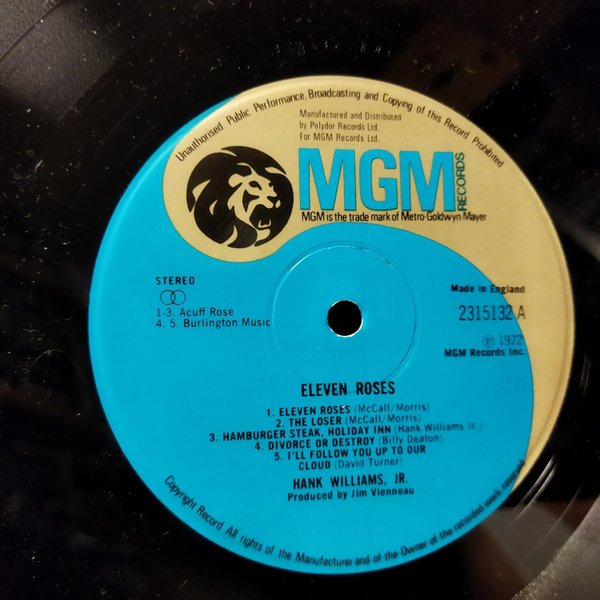 Unauthorised Public Performance, Broadcasting and Copying of this Record Prohibited
Manufactured and Distributed
by Polydor Records Ltd.
For MGM Records Ltd.
MGM
RECORDS
MGM is the trade mark of Metro-Goldwyn-Mayer
STEREO
1-3. Acuff Rose
4. 5. Burlington Music
Made in England
2315132 A
℗ 1972
MGM Records Inc.
ELEVEN ROSES
1. ELEVEN ROSES (McCall/Morris)
2. THE LOSER (McCall/Morris)
3. HAMBURGER STEAK, HOLIDAY INN (Hank Williams Jr.)
4. DIVORCE OR DESTROY (Billy Deaton)
5. I'LL FOLLOW YOU UP TO OUR
CLOUD (David Turner)
HANK WILLIAMS, JR.
Produced by Jim Vienneau
Copyright Record All rights of the Manufacturer and of the Owner of the recorded work reserved